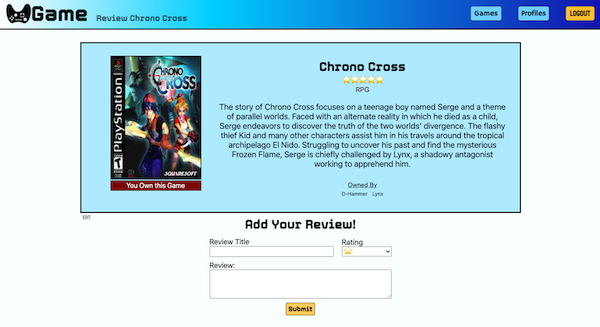 Game
Review Chrono Cross
Games
Profiles
LOGOUT
PlayStation
CHRONO
CROSS
SQUARESOFT
You Own this Game
Chrono Cross
RPG
The story of Chrono Cross focuses on a teenage boy named Serge and a theme
of parallel worlds. Faced with an alternate reality in which he died as a child,
Serge endeavors to discover the truth of the two worlds' divergence. The flashy
thief Kid and many other characters assist him in his travels around the tropical
archipelago El Nido. Struggling to uncover his past and find the mysterious
Frozen Flame, Serge is chiefly challenged by Lynx, a shadowy antagonist
working to apprehend him.
Owned By
D-Hammer Lynx
EDIT
Add Your Review!
Review Title
Rating
Review:
Submit